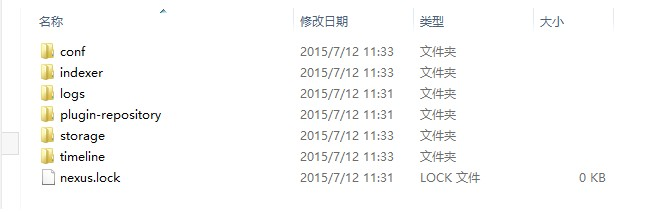 名称 修改日期 类型 大小
conf 2015/7/12 11:33 文件夹
indexer 2015/7/12 11:33 文件夹
logs 2015/7/12 11:31 文件夹
plugin-repository 2015/7/12 11:31 文件夹
storage 2015/7/12 11:33 文件夹
timeline 2015/7/12 11:33 文件夹
nexus.lock 2015/7/12 11:31 LOCK 文件 0 KB